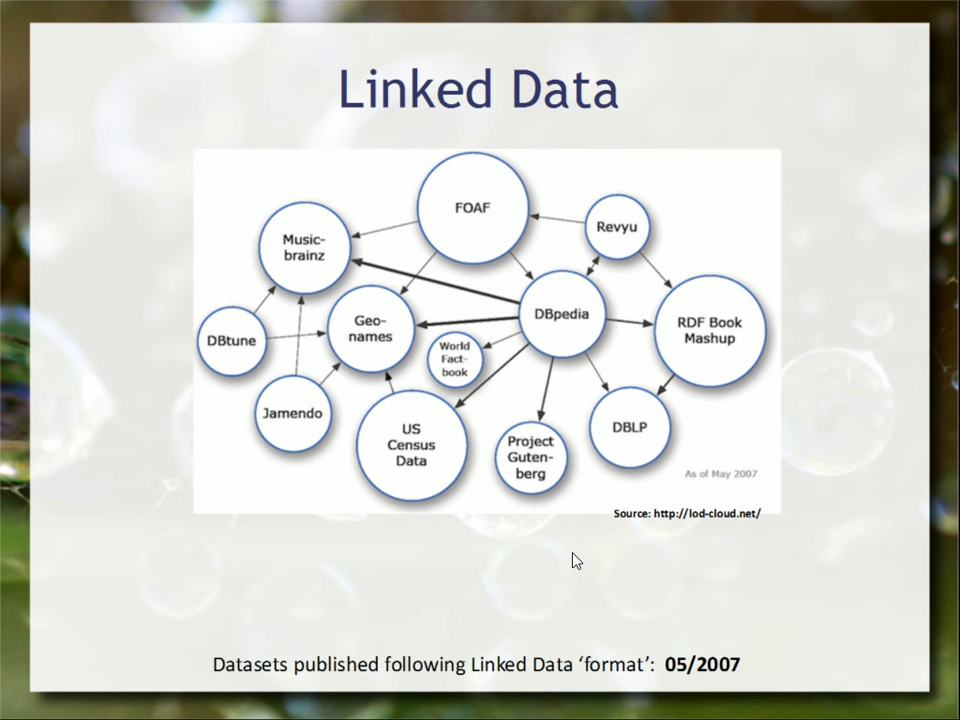 Linked Data
FOAF
Revyu
Music-
brainz
DBpedia
Geo-
names
RDF Book
Mashup
DBtune
World
Fact-
book
Jamendo
US
Census
Data
Project
Guten-
berg
DBLP
As of May 2007
Source: http://lod-cloud.net/
Datasets published following Linked Data ‘format’: 05/2007